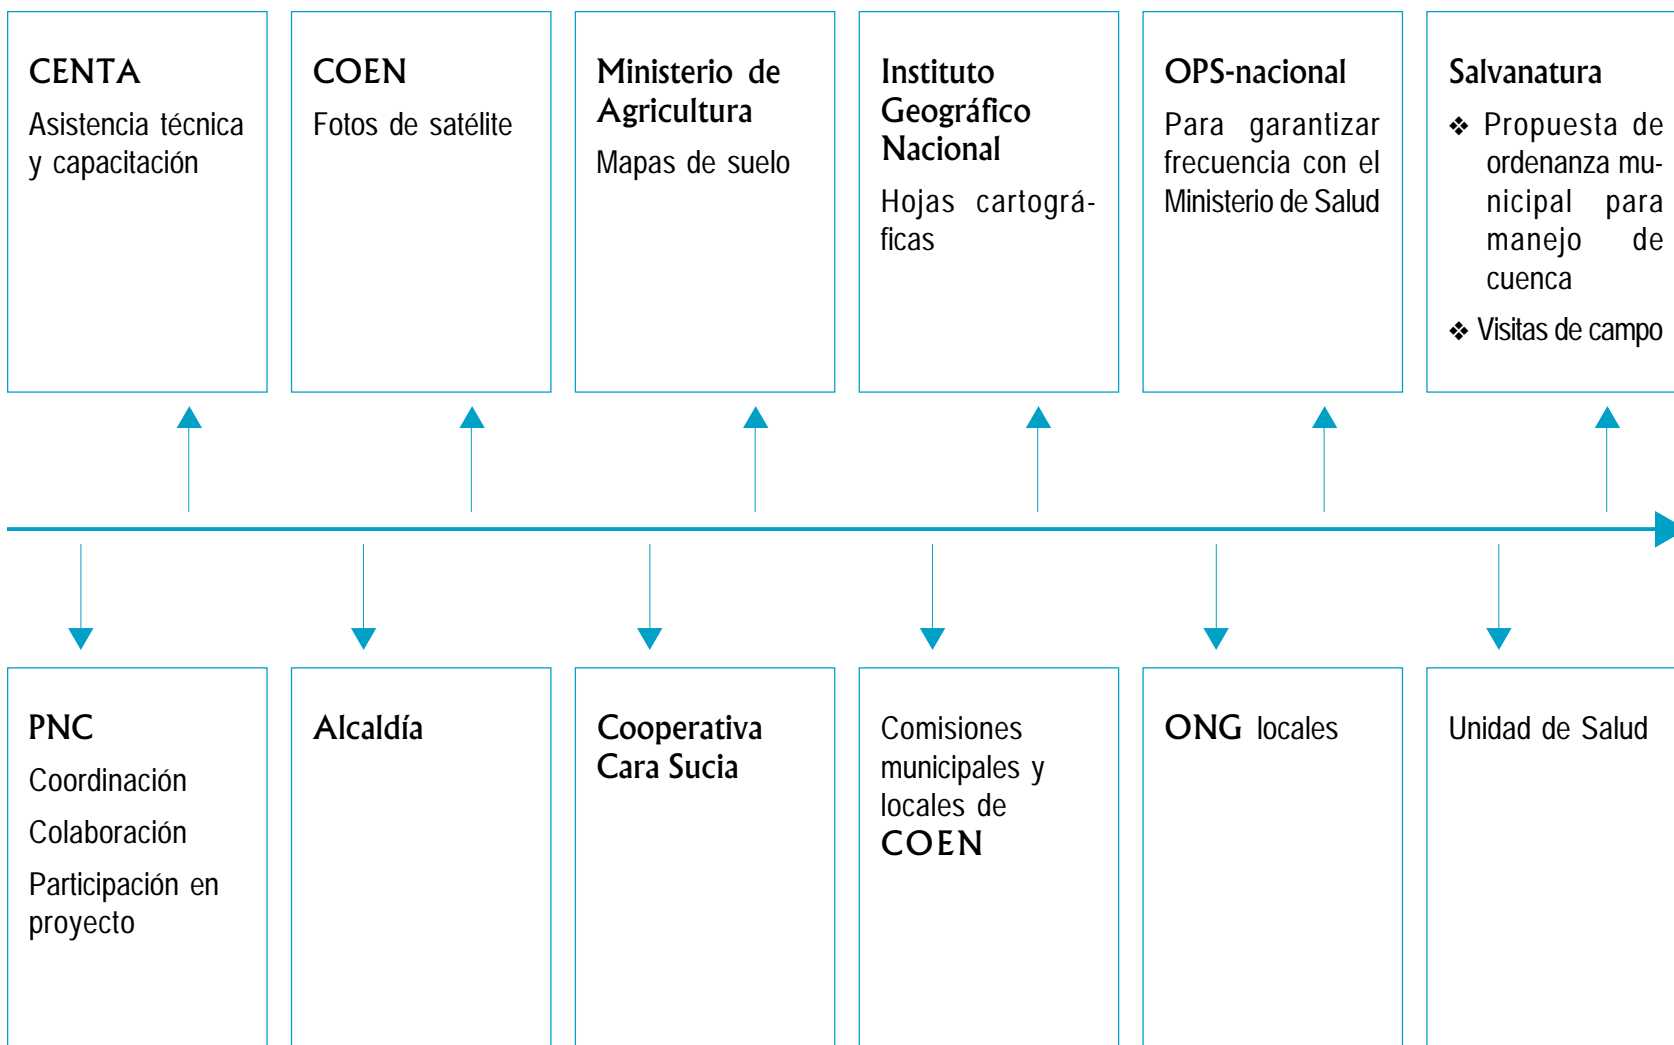 CENTA
Asistencia técnica
y capacitación
COEN
Fotos de satélite
Ministerio de
Agricultura
Mapas de suelo
Instituto
Geográfico
Nacional
Hojas cartográ-
ficas
OPS-nacional
Para garantizar
frecuencia con el
Ministerio de Salud
Salvanatura
❖ Propuesta de
ordenanza mu-
nicipal para
manejo de
cuenca
❖ Visitas de campo
PNC
Coordinación
Colaboración
Participación en
proyecto
Alcaldía
Cooperativa
Cara Sucia
Comisiones
municipales y
locales de
COEN
ONG locales
Unidad de Salud